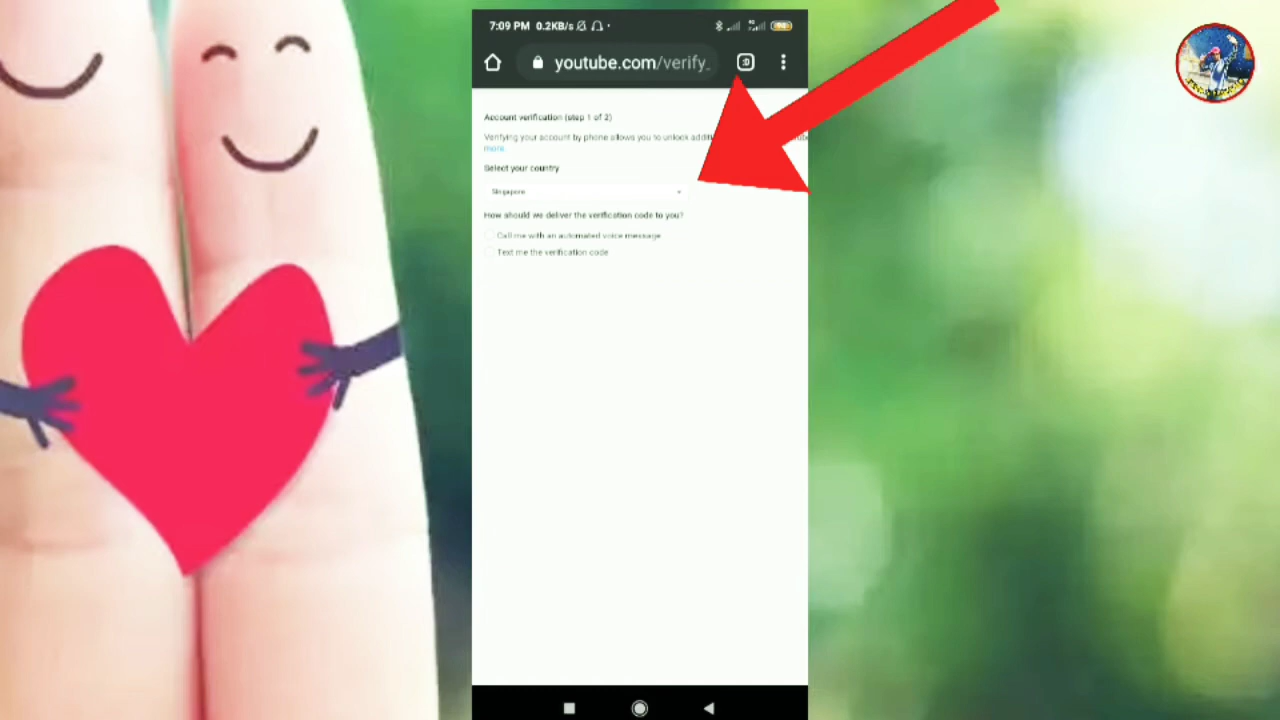 7:09 PM 0.2KB/s
:D
youtube.com/verify_
Account verification (step 1 of 2)
Verifying your account by phone allows you to unlock
more
Select your country
Singapore
How should we deliver the verification code to you?
Call me with an automated voice message
Text me the verification code